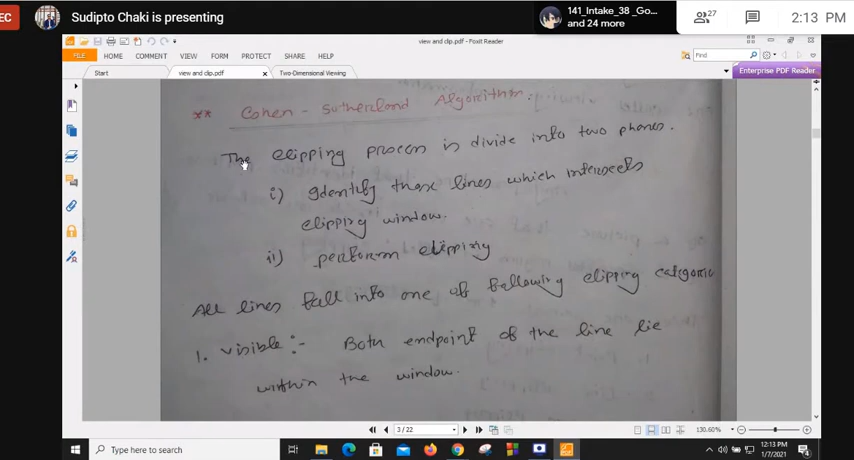 EC
Sudipto Chaki is presenting
141_Intake_38_Go...
and 24 more
27
2:13 PM
view and clip.pdf - Foxit Reader
FILE HOME COMMENT VIEW FORM PROTECT SHARE HELP
Find
Start view and clip.pdf Two-Dimensional Viewing
Enterprise PDF Reader
** Cohen - Sutherland Algorithm.
The clipping process is divide into two phases.
i) Identify those lines which intersects
clipping window.
ii) perform clipping
All lines fall into one of following clipping categorie
1. visible :- Both endpoint of the line lie
within the window.
3 / 22
130.60%
Type here to search
12:13 PM
1/7/2021
4